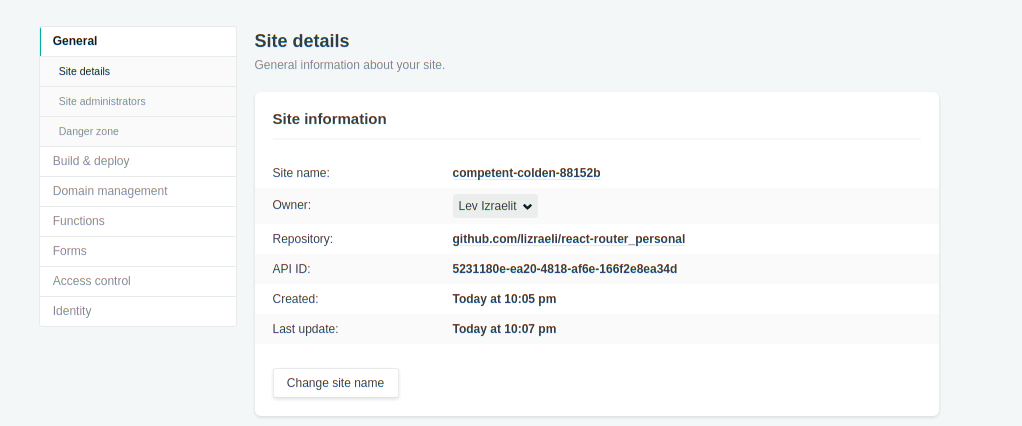 General
Site details
Site administrators
Danger zone
Build & deploy
Domain management
Functions
Forms
Access control
Identity
Site details
General information about your site.
Site information
Site name: competent-colden-88152b
Owner: Lev Izraelit
Repository: github.com/lizraeli/react-router_personal
API ID: 5231180e-ea20-4818-af6e-166f2e8ea34d
Created: Today at 10:05 pm
Last update: Today at 10:07 pm
Change site name